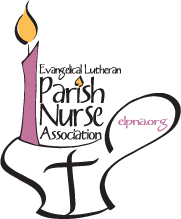 Evangelical Lutheran
Parish
Nurse
Association
elpna.org